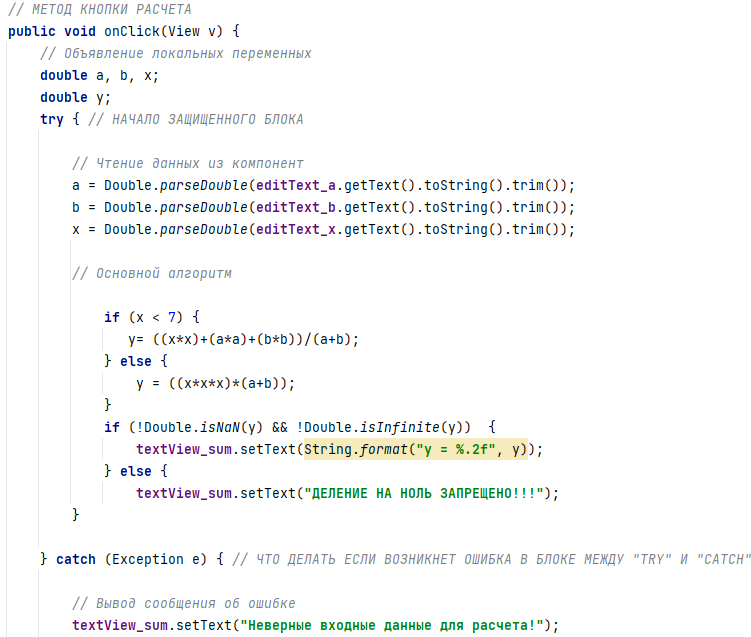 // МЕТОД КНОПКИ РАСЧЕТА
public void onClick(View v) {
// Объявление локальных переменных
double a, b, x;
double y;
try { // НАЧАЛО ЗАЩИЩЕННОГО БЛОКА
// Чтение данных из компонент
a = Double.parseDouble(editText_a.getText().toString().trim());
b = Double.parseDouble(editText_b.getText().toString().trim());
x = Double.parseDouble(editText_x.getText().toString().trim());
// Основной алгоритм
if (x < 7) {
y= ((x*x)+(a*a)+(b*b))/(a+b);
} else {
y = ((x*x*x)*(a+b));
}
if (!Double.isNaN(y) && !Double.isInfinite(y))  {
textView_sum.setText(String.format("y = %.2f", y));
} else {
textView_sum.setText("ДЕЛЕНИЕ НА НОЛЬ ЗАПРЕЩЕНО!!!");
}
} catch (Exception e) { // ЧТО ДЕЛАТЬ ЕСЛИ ВОЗНИКНЕТ ОШИБКА В БЛОКЕ МЕЖДУ "TRY" И "CATCH"
// Вывод сообщения об ошибке
textView_sum.setText("Неверные входные данные для расчета!");